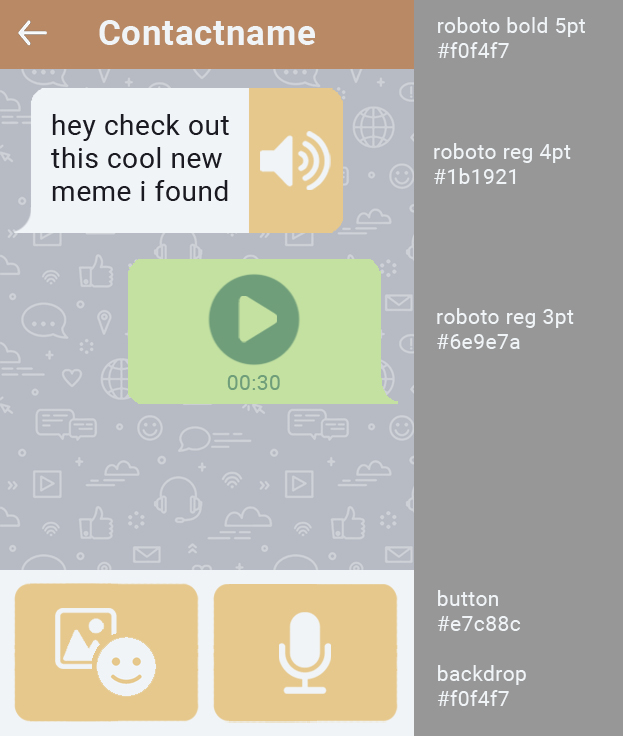 Contactname
roboto bold 5pt
#f0f4f7
hey check out
this cool new
meme i found
roboto reg 4pt
#1b1921
00:30
roboto reg 3pt
#6e9e7a
button
#e7c88c
backdrop
#f0f4f7